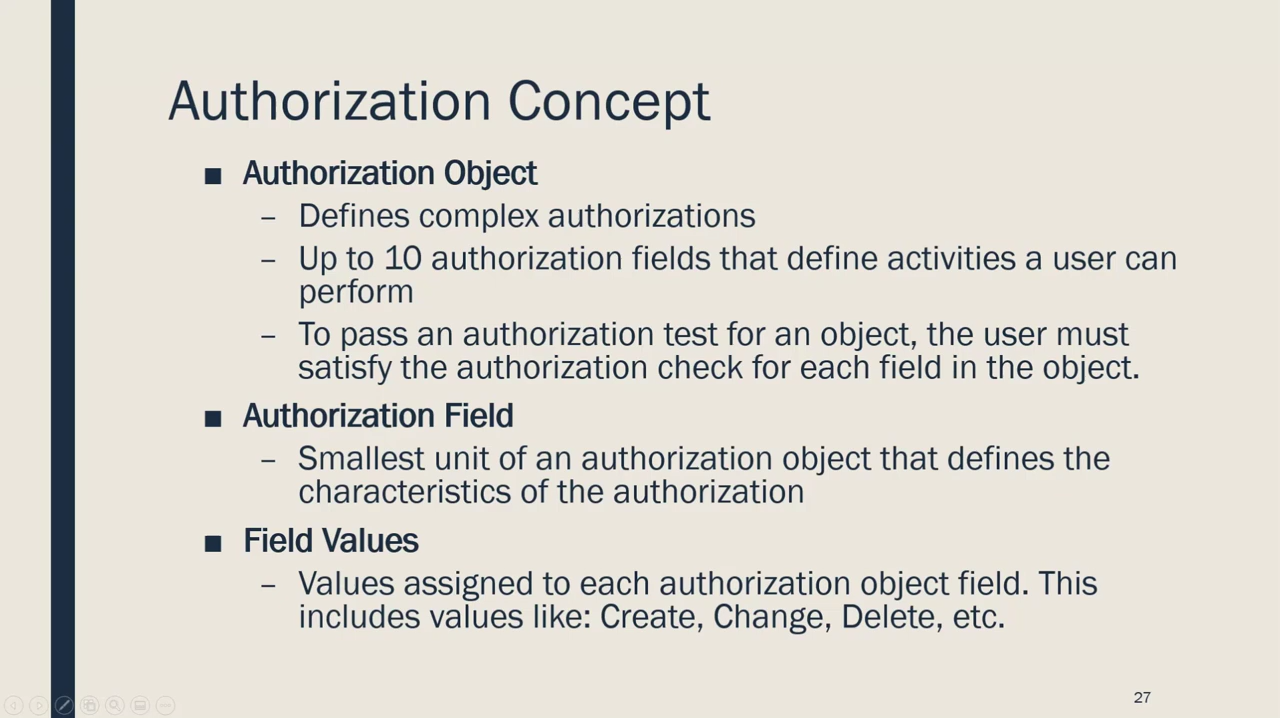 Authorization Concept
■ Authorization Object
– Defines complex authorizations
– Up to 10 authorization fields that define activities a user can
perform
– To pass an authorization test for an object, the user must
satisfy the authorization check for each field in the object.
■ Authorization Field
– Smallest unit of an authorization object that defines the
characteristics of the authorization
■ Field Values
– Values assigned to each authorization object field. This
includes values like: Create, Change, Delete, etc.
27